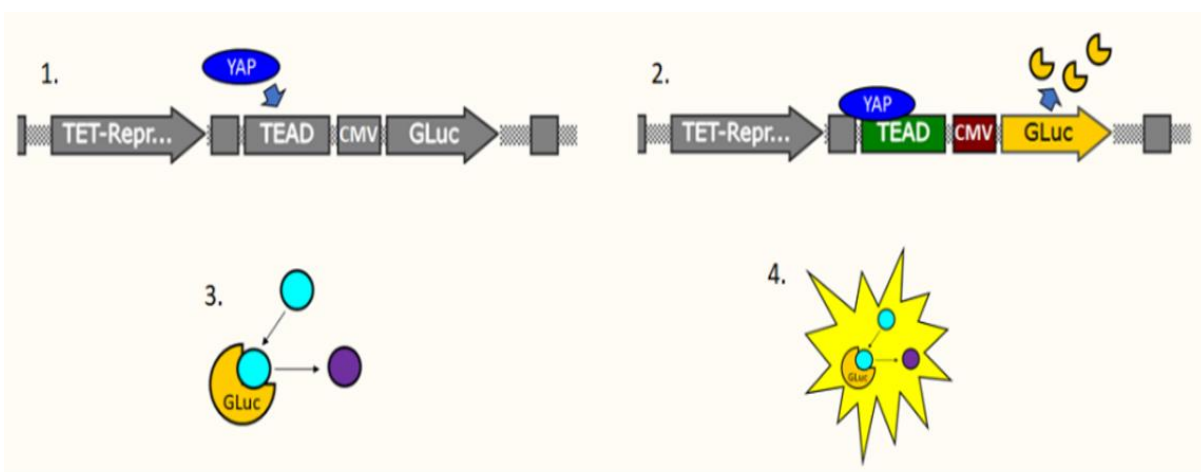 1.
YAP
TET-Repr... TEAD CMV GLuc
2.
YAP
TET-Repr... TEAD CMV GLuc
3.
GLuc
4.
GLuc